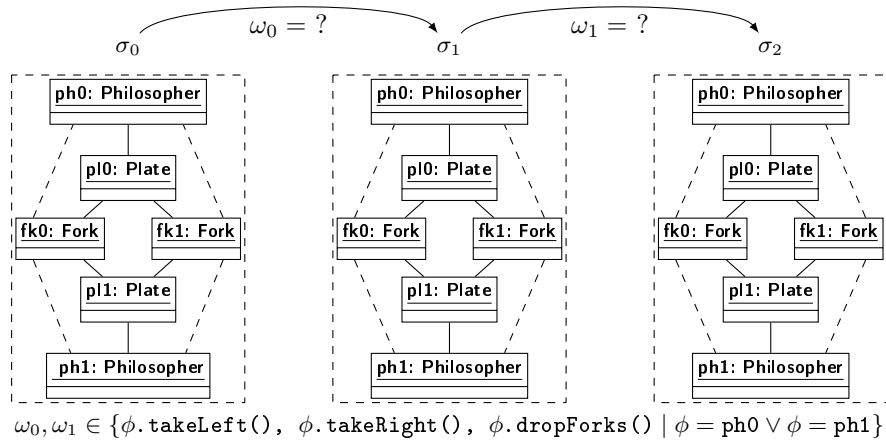 ω₀ = ?
ω₁ = ?
σ₀
σ₁
σ₂
ph0: Philosopher
pl0: Plate
fk0: Fork
fk1: Fork
pl1: Plate
ph1: Philosopher
ph0: Philosopher
pl0: Plate
fk0: Fork
fk1: Fork
pl1: Plate
ph1: Philosopher
ph0: Philosopher
pl0: Plate
fk0: Fork
fk1: Fork
pl1: Plate
ph1: Philosopher
ω₀, ω₁ ∈ {ϕ.takeLeft(), ϕ.takeRight(), ϕ.dropForks() | ϕ = ph0 ∨ ϕ = ph1}